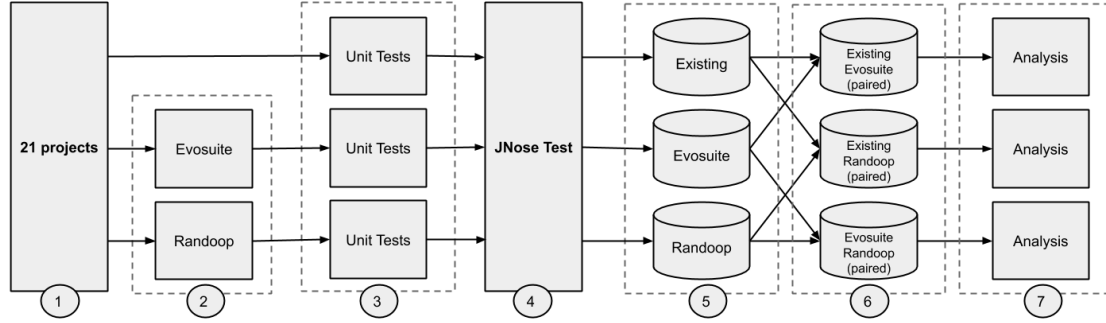 21 projects
Evosuite
Randoop
Unit Tests
Unit Tests
Unit Tests
JNose Test
Existing
Evosuite
Randoop
Existing
Evosuite
(paired)
Existing
Randoop
(paired)
Evosuite
Randoop
(paired)
Analysis
Analysis
Analysis
1
2
3
4
5
6
7